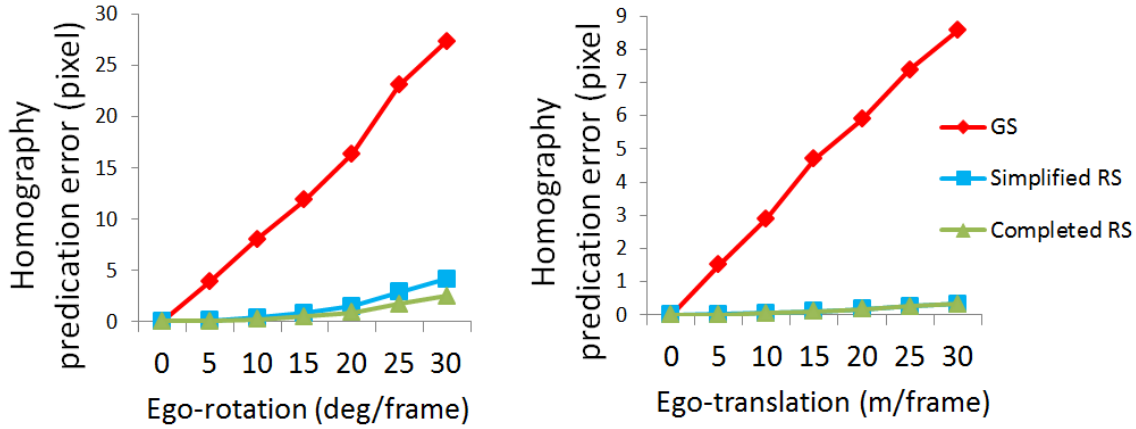 Homography
predication error (pixel)
30
25
20
15
10
5
0
0 5 10 15 20 25 30
Ego-rotation (deg/frame)
Homography
predication error (pixel
9
8
7
6
5
4
3
2
1
0
0 5 10 15 20 25 30
Ego-translation (m/frame)
GS
Simplified RS
Completed RS